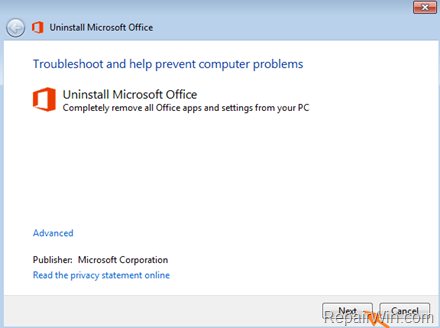 Uninstall Microsoft Office
Troubleshoot and help prevent computer problems
Uninstall Microsoft Office
Completely remove all Office apps and settings from your PC
Advanced
Publisher: Microsoft Corporation
Read the privacy statement online
Next
Cancel
RepairWin.com